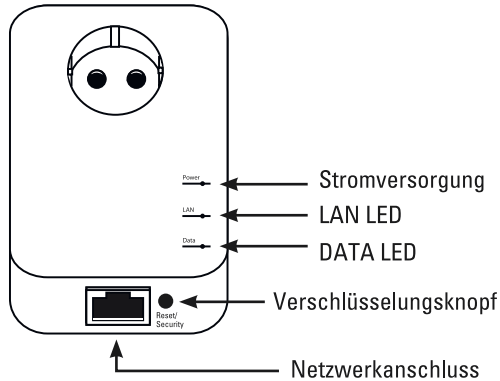 Power
Stromversorgung
LAN
LAN LED
Data
DATA LED
Reset/
Security
Verschlüsselungsknopf
Netzwerkanschluss